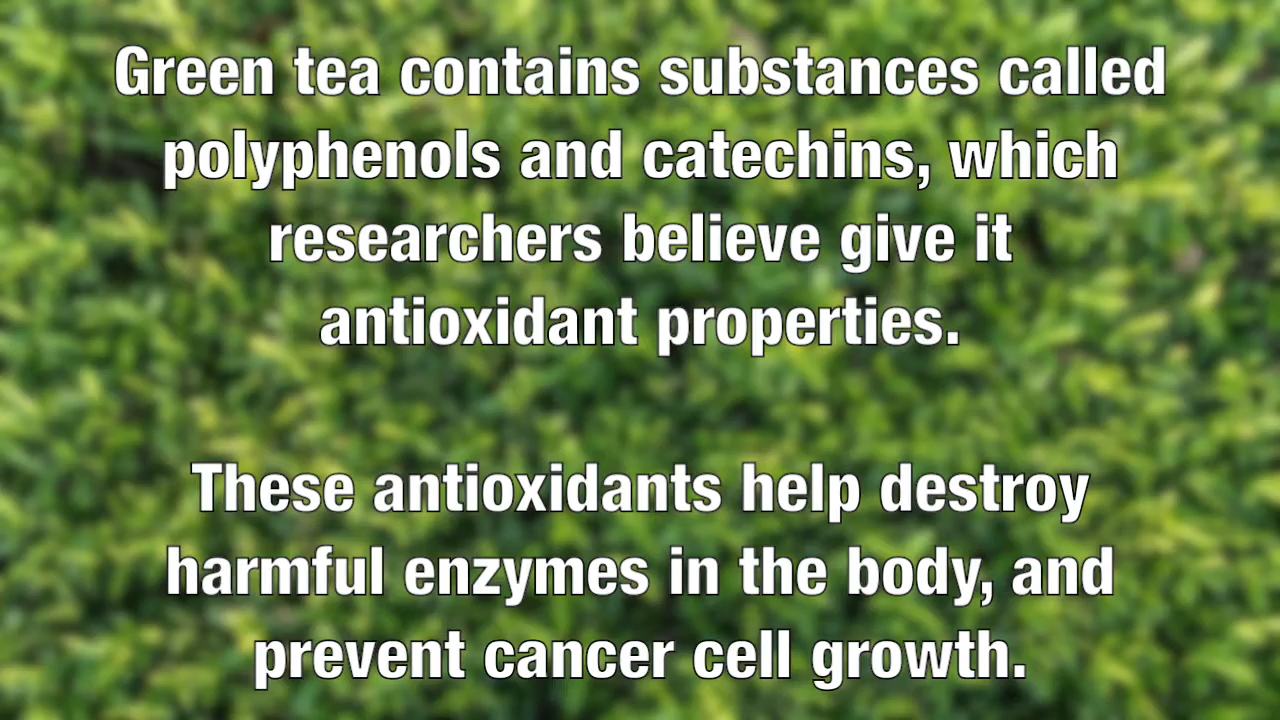 Green tea contains substances called
polyphenols and catechins, which
researchers believe give it
antioxidant properties.
These antioxidants help destroy
harmful enzymes in the body, and
prevent cancer cell growth.